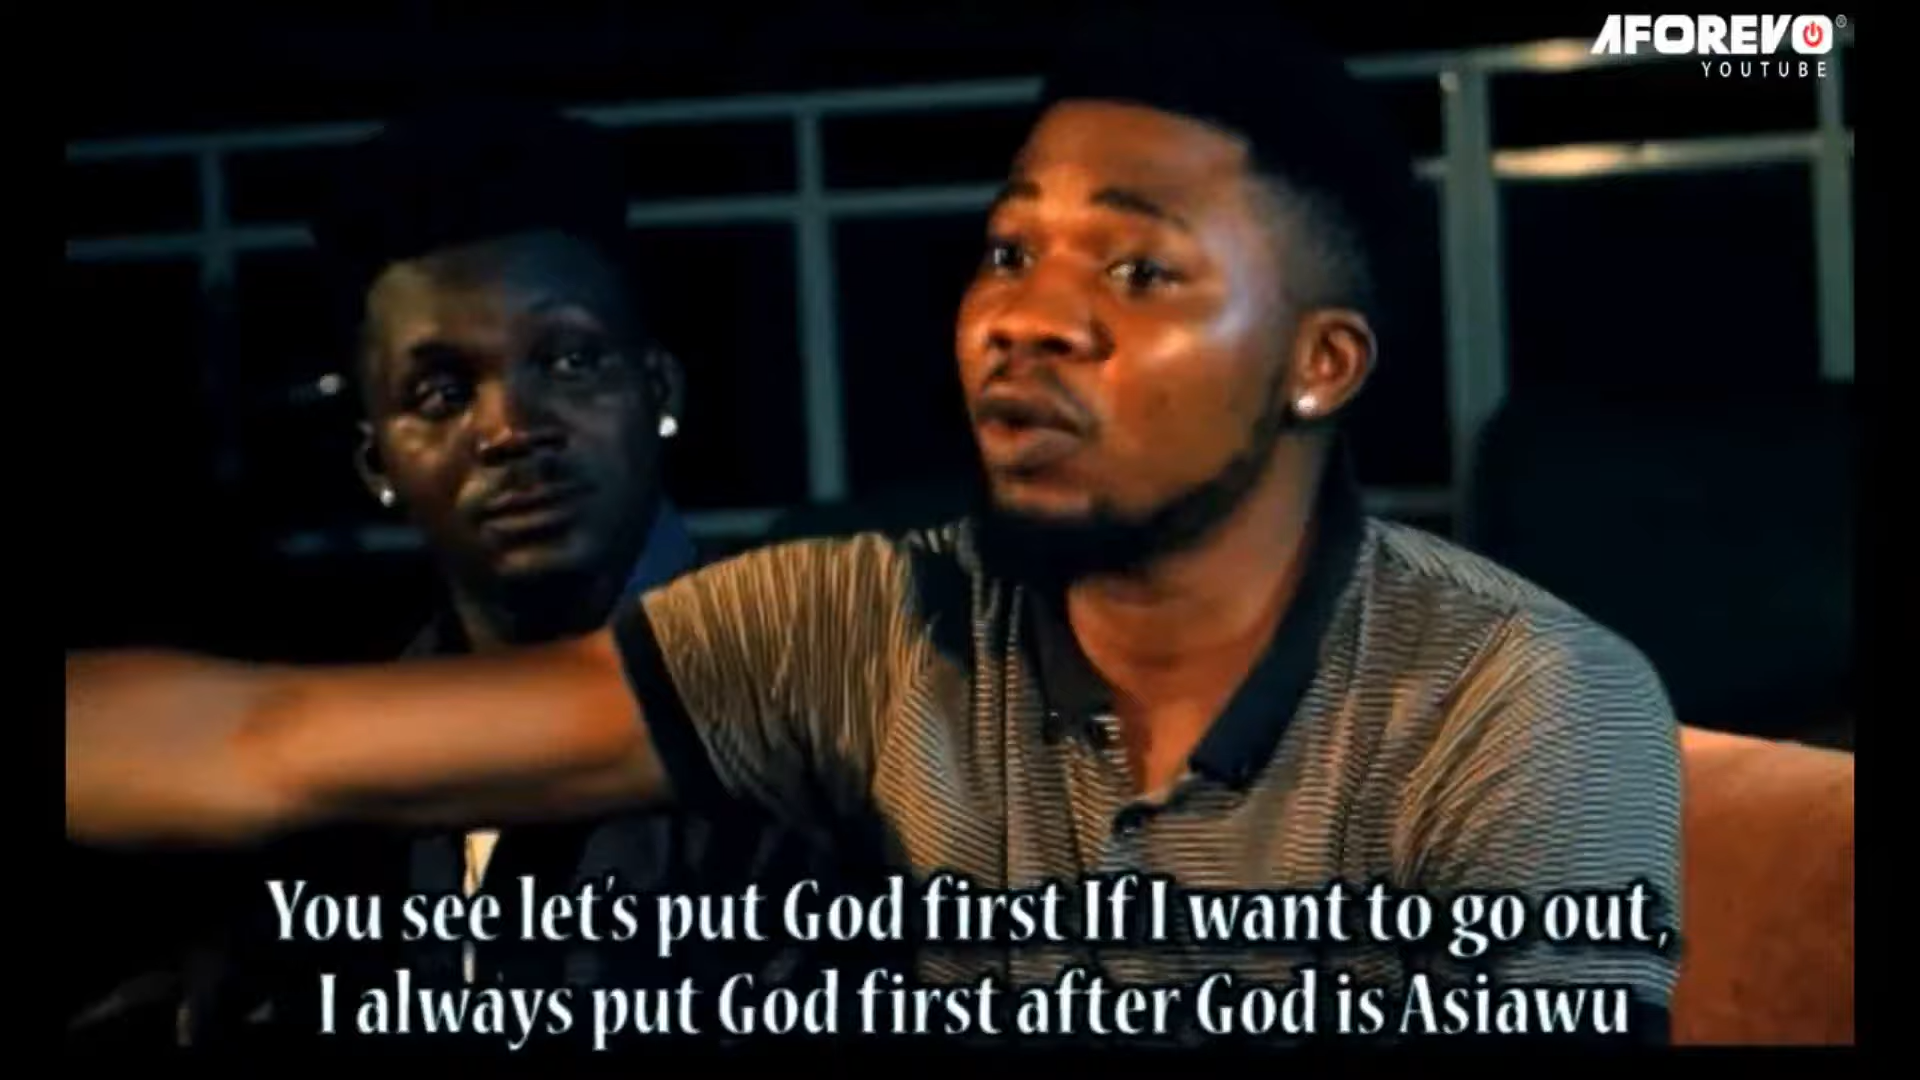 AFOREVO
YOUTUBE
You see let's put God first If I want to go out,
I always put God first after God is Asiawu